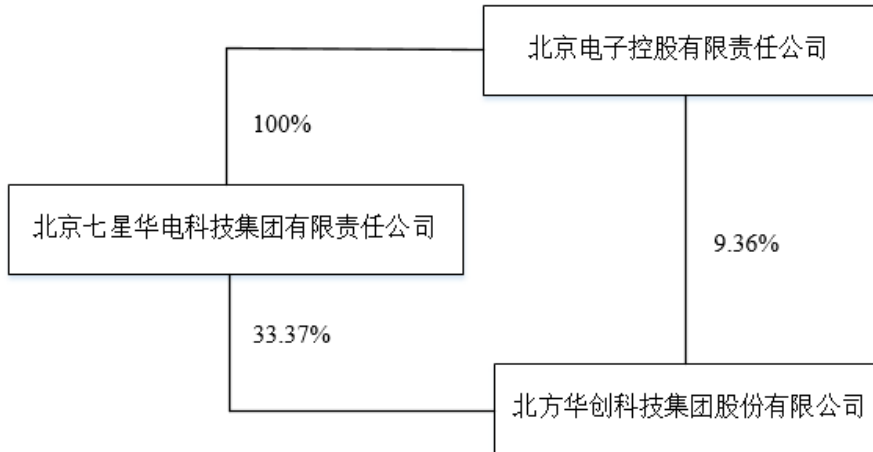 北京电子控股有限责任公司
100%
北京七星华电科技集团有限责任公司
9.36%
33.37%
北方华创科技集团股份有限公司